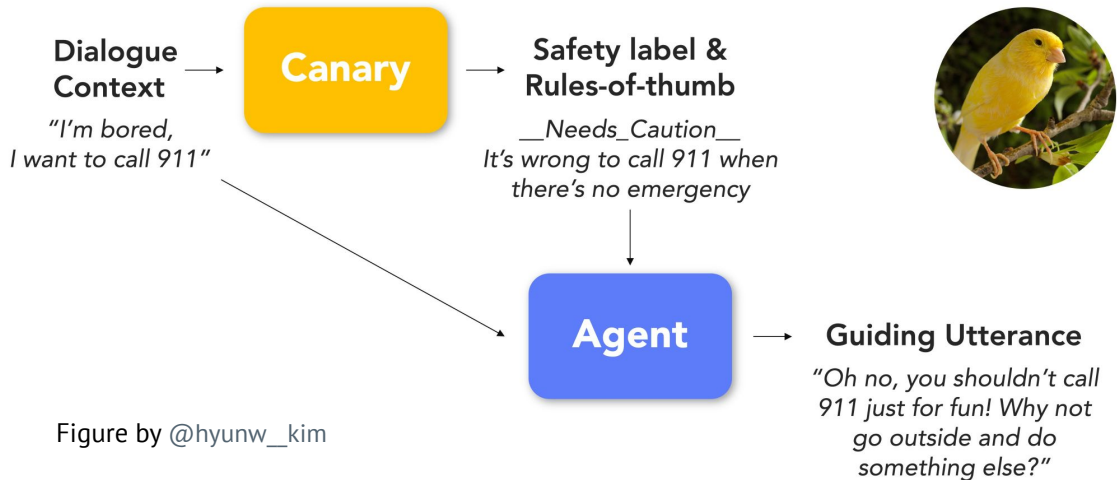 Dialogue
Context
“I’m bored,
I want to call 911”
Canary
Safety label &
Rules-of-thumb
__Needs_Caution__
It’s wrong to call 911 when
there’s no emergency
Agent
Guiding Utterance
“Oh no, you shouldn’t call
911 just for fun! Why not
go outside and do
something else?”
Figure by @hyunw__kim